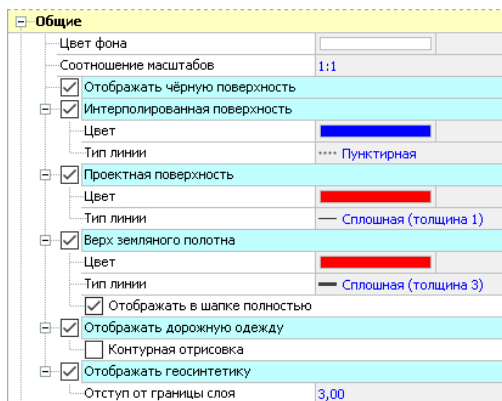 Общие
Цвет фона
Соотношение масштабов 1:1
Отображать чёрную поверхность
Интерполированная поверхность
Цвет
Тип линии Пунктирная
Проектная поверхность
Цвет
Тип линии Сплошная (толщина 1)
Верх земляного полотна
Цвет
Тип линии Сплошная (толщина 3)
Отображать в шапке полностью
Отображать дорожную одежду
Контурная отрисовка
Отображать геосинтетику
Отступ от границы слоя 3,00